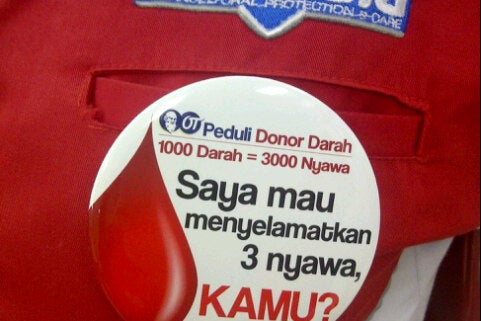 PROTECTION & CARE
OT Peduli Donor Darah
1000 Darah = 3000 Nyawa
Saya mau
menyelamatkan
3 nyawa,
KAMU?